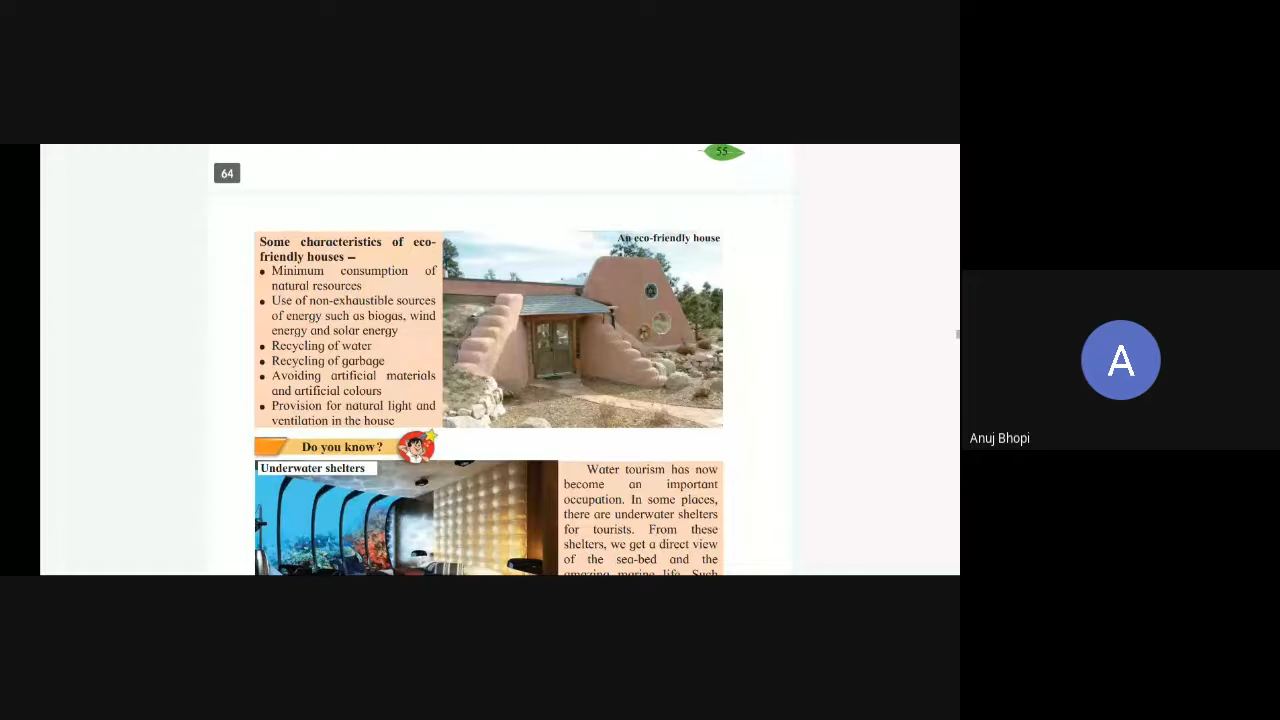 55
64
Some characteristics of eco-
friendly houses –
● Minimum consumption of
natural resources
● Use of non-exhaustible sources
of energy such as biogas, wind
energy and solar energy
● Recycling of water
● Recycling of garbage
● Avoiding artificial materials
and artificial colours
● Provision for natural light and
ventilation in the house
An eco-friendly house
Do you know?
Underwater shelters
Water tourism has now
become an important
occupation. In some places,
there are underwater shelters
for tourists. From these
shelters, we get a direct view
of the sea-bed and the
amazing marine life. Such
A
Anuj Bhopi